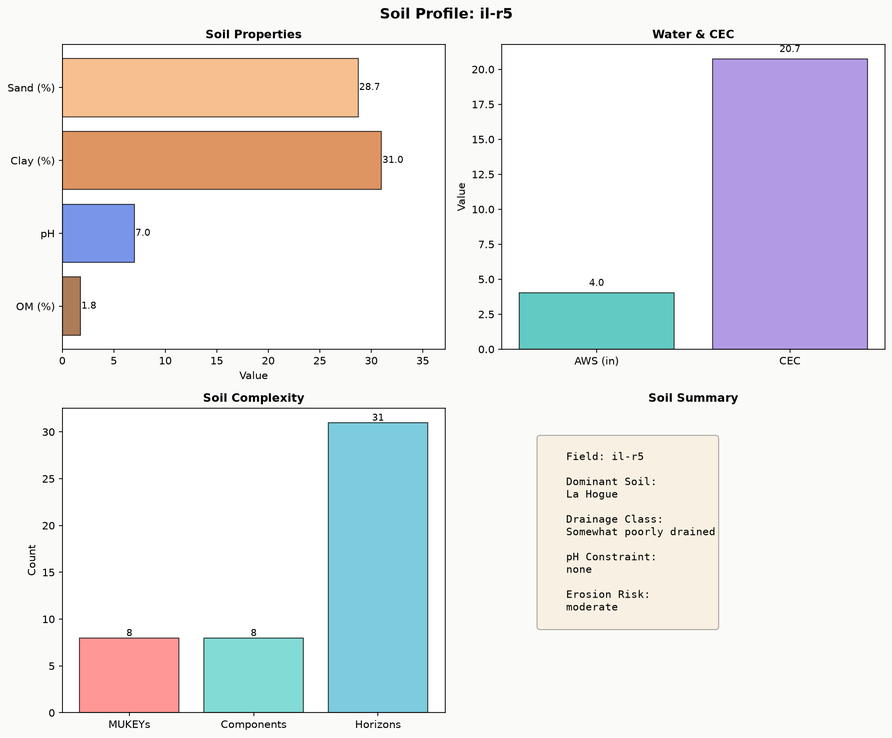 Soil Profile: il-r5
Soil Properties
Sand (%)
28.7
Clay (%)
31.0
pH
7.0
OM (%)
1.8
0 5 10 15 20 25 30 35
Value
Water & CEC
Value
20.0
17.5
15.0
12.5
10.0
7.5
5.0
2.5
0.0
4.0
20.7
AWS (in) CEC
Soil Complexity
Count
30
25
20
15
10
5
0
8
8
31
MUKEYs Components Horizons
Soil Summary
Field: il-r5
Dominant Soil:
La Hogue
Drainage Class:
Somewhat poorly drained
pH Constraint:
none
Erosion Risk:
moderate